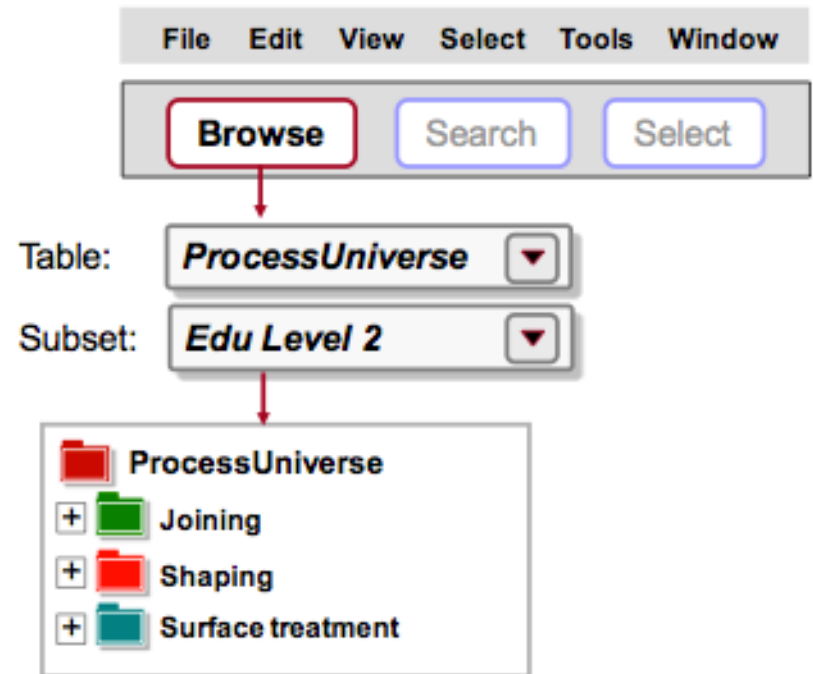 File Edit View Select Tools Window
Browse Search Select
Table: ProcessUniverse
Subset: Edu Level 2
ProcessUniverse
Joining
Shaping
Surface treatment